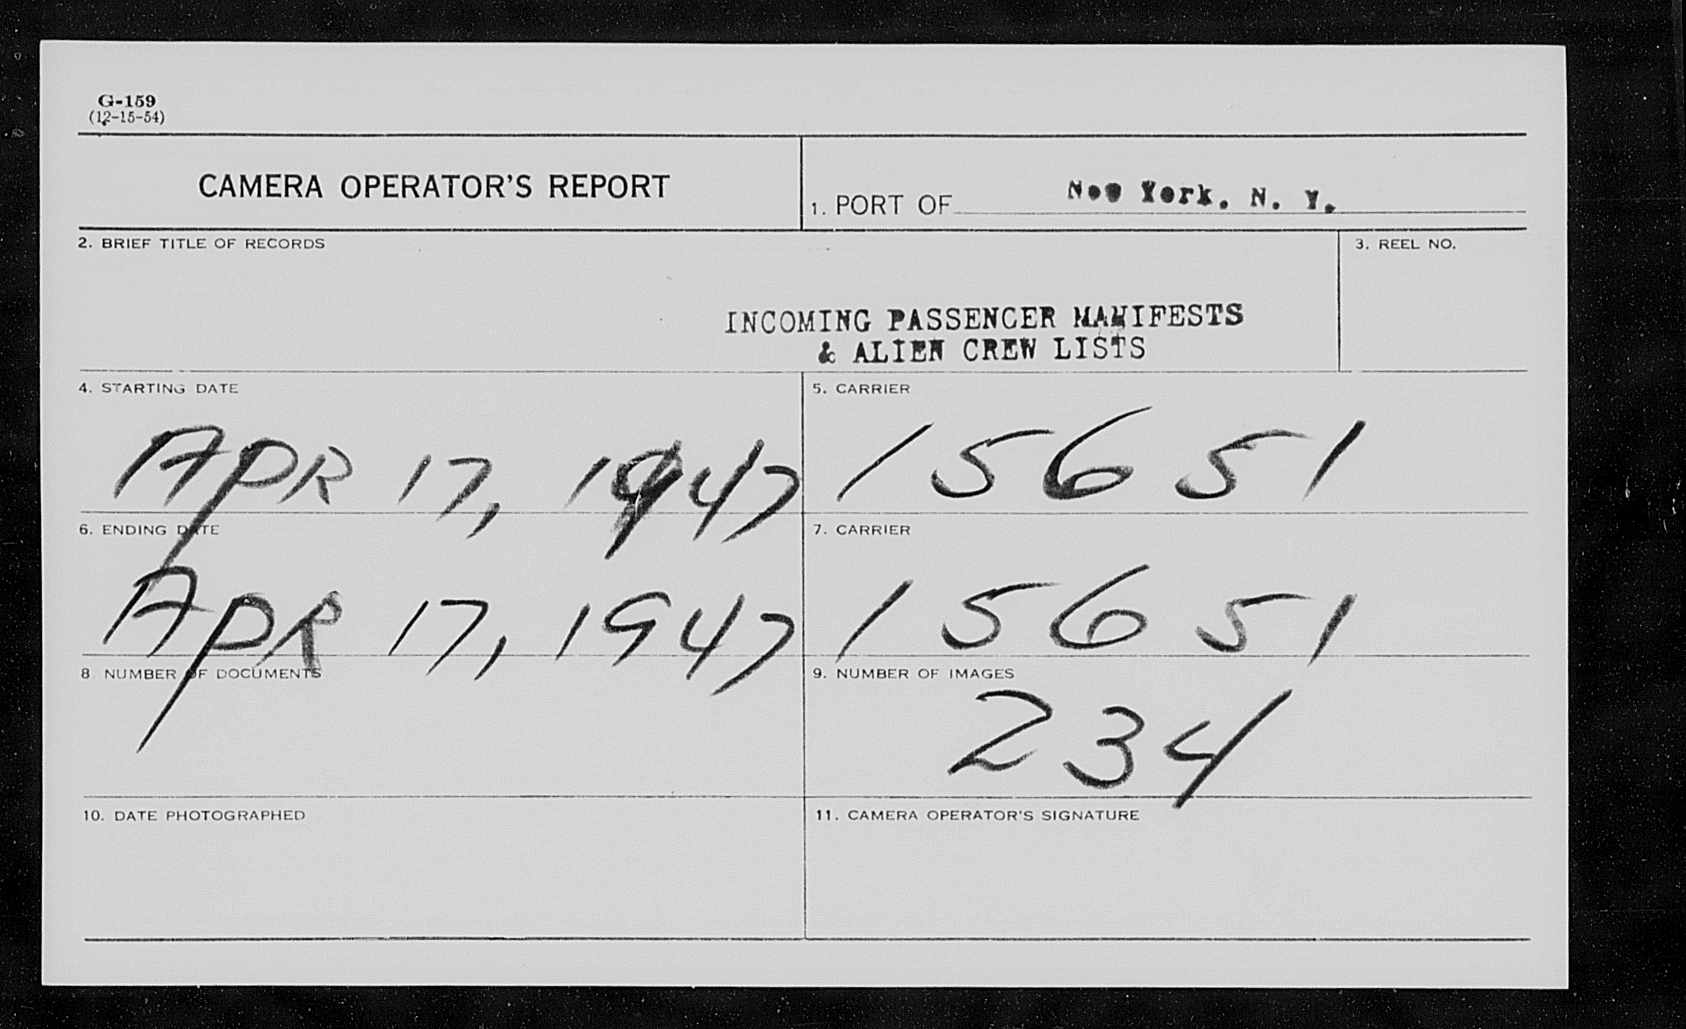 G-159
(12-15-54)
CAMERA OPERATOR'S REPORT
1. PORT OF New York, N. Y.
2. BRIEF TITLE OF RECORDS
INCOMING PASSENGER MANIFESTS
& ALIEN CREW LISTS
3. REEL NO.
4. STARTING DATE
APR 17, 1947
5. CARRIER
15651
6. ENDING DATE
APR 17, 1947
7. CARRIER
15651
8 NUMBER OF DOCUMENTS
9. NUMBER OF IMAGES
234
10. DATE PHOTOGRAPHED
11. CAMERA OPERATOR'S SIGNATURE